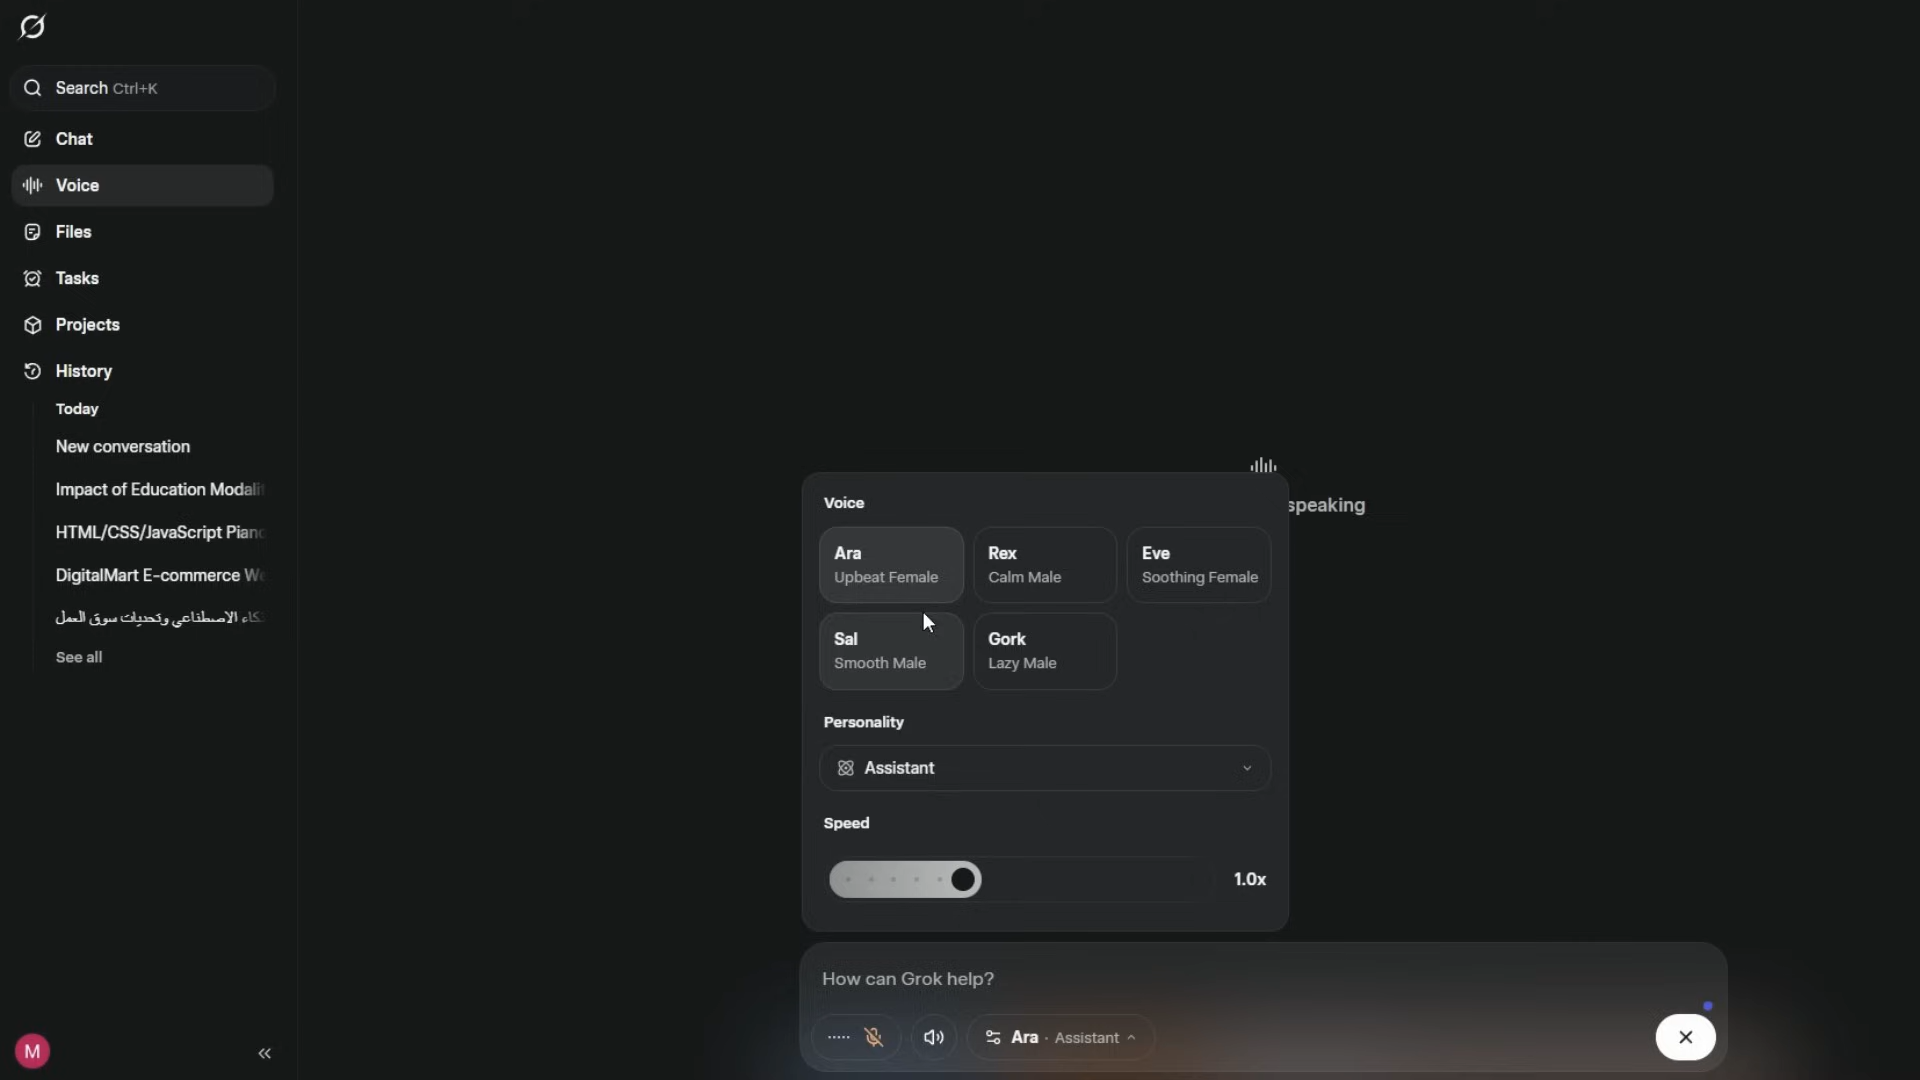 Search Ctrl+K
Chat
Voice
Files
Tasks
Projects
History
Today
New conversation
Impact of Education
HTML/CSS/JavaScript
DigitalMart E-commerce
الاصطناعي وتحديات سوق العمل
See all
M
speaking
Voice
Ara
Upbeat Female
Rex
Calm Male
Eve
Soothing Female
Sal
Smooth Male
Gork
Lazy Male
Personality
Assistant
Speed
1.0x
How can Grok help?
Ara · Assistant